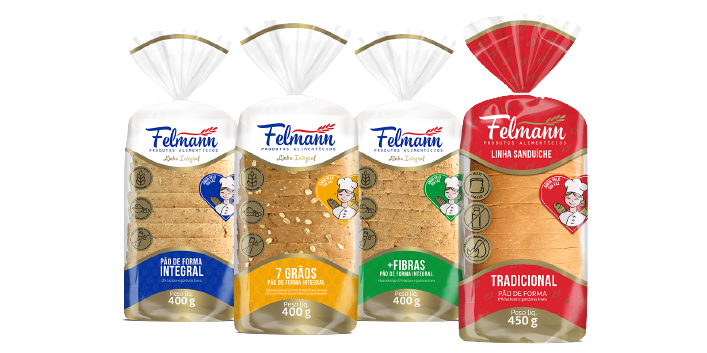 Felmann
PRODUTOS ALIMENTÍCIOS
Linha Integral
PÃO DE FORMA
INTEGRAL
Peso líq.
400 g
Felmann
PRODUTOS ALIMENTÍCIOS
Linha Integral
7 GRÃOS
PÃO DE FORMA INTEGRAL
Peso líq.
400 g
Felmann
PRODUTOS ALIMENTÍCIOS
Linha Integral
+FIBRAS
PÃO DE FORMA INTEGRAL
Peso líq.
400 g
Felmann
PRODUTOS ALIMENTÍCIOS
LINHA SANDUÍCHE
TRADICIONAL
PÃO DE FORMA
Peso líq.
450 g